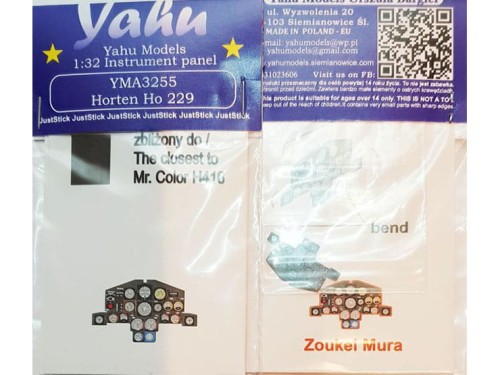 Yahu
Yahu Models
1:32 Instrument panel
YMA3255
Horten Ho 229
JustStick JustStick JustStick JustStick JustStick
zbliżony do /
The closest to
Mr. Color H416
Yahu Models Urszula
ul. Wyzwolenia 20
103 Siemianowice Śl.
MADE IN POLAND - EU
mail: yahumodels@wp.pl
yahumodels@gmail.com
.yahumodels.siemianowice.com
31023606 Visit us on FB:
This product is suitable for ages over 14 only. THIS IS NOT A TOY
keep out of the reach of children. It contains very small parts with sharp edges.
bend
Zoukei Mura